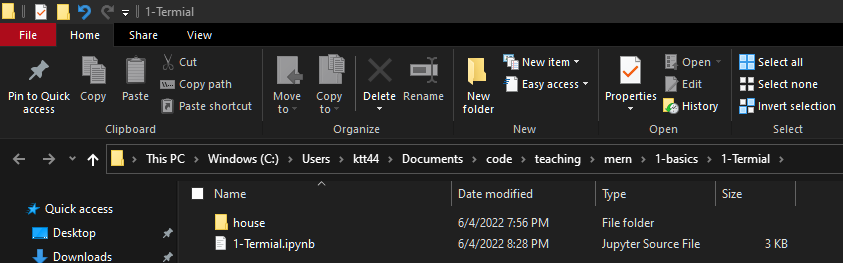 1-Termial
File Home Share View
Pin to Quick access
Copy
Paste
Cut
Copy path
Paste shortcut
Clipboard
Move to
Copy to
Delete
Rename
Organize
New folder
New item
Easy access
New
Properties
Open
Edit
History
Open
Select all
Select none
Invert selection
Select
This PC > Windows (C:) > Users > ktt44 > Documents > code > teaching > mern > 1-basics > 1-Termial >
Quick access
Desktop
Downloads
Name Date modified Type Size
house 6/4/2022 7:56 PM File folder
1-Termial.ipynb 6/4/2022 8:28 PM Jupyter Source File 3 KB